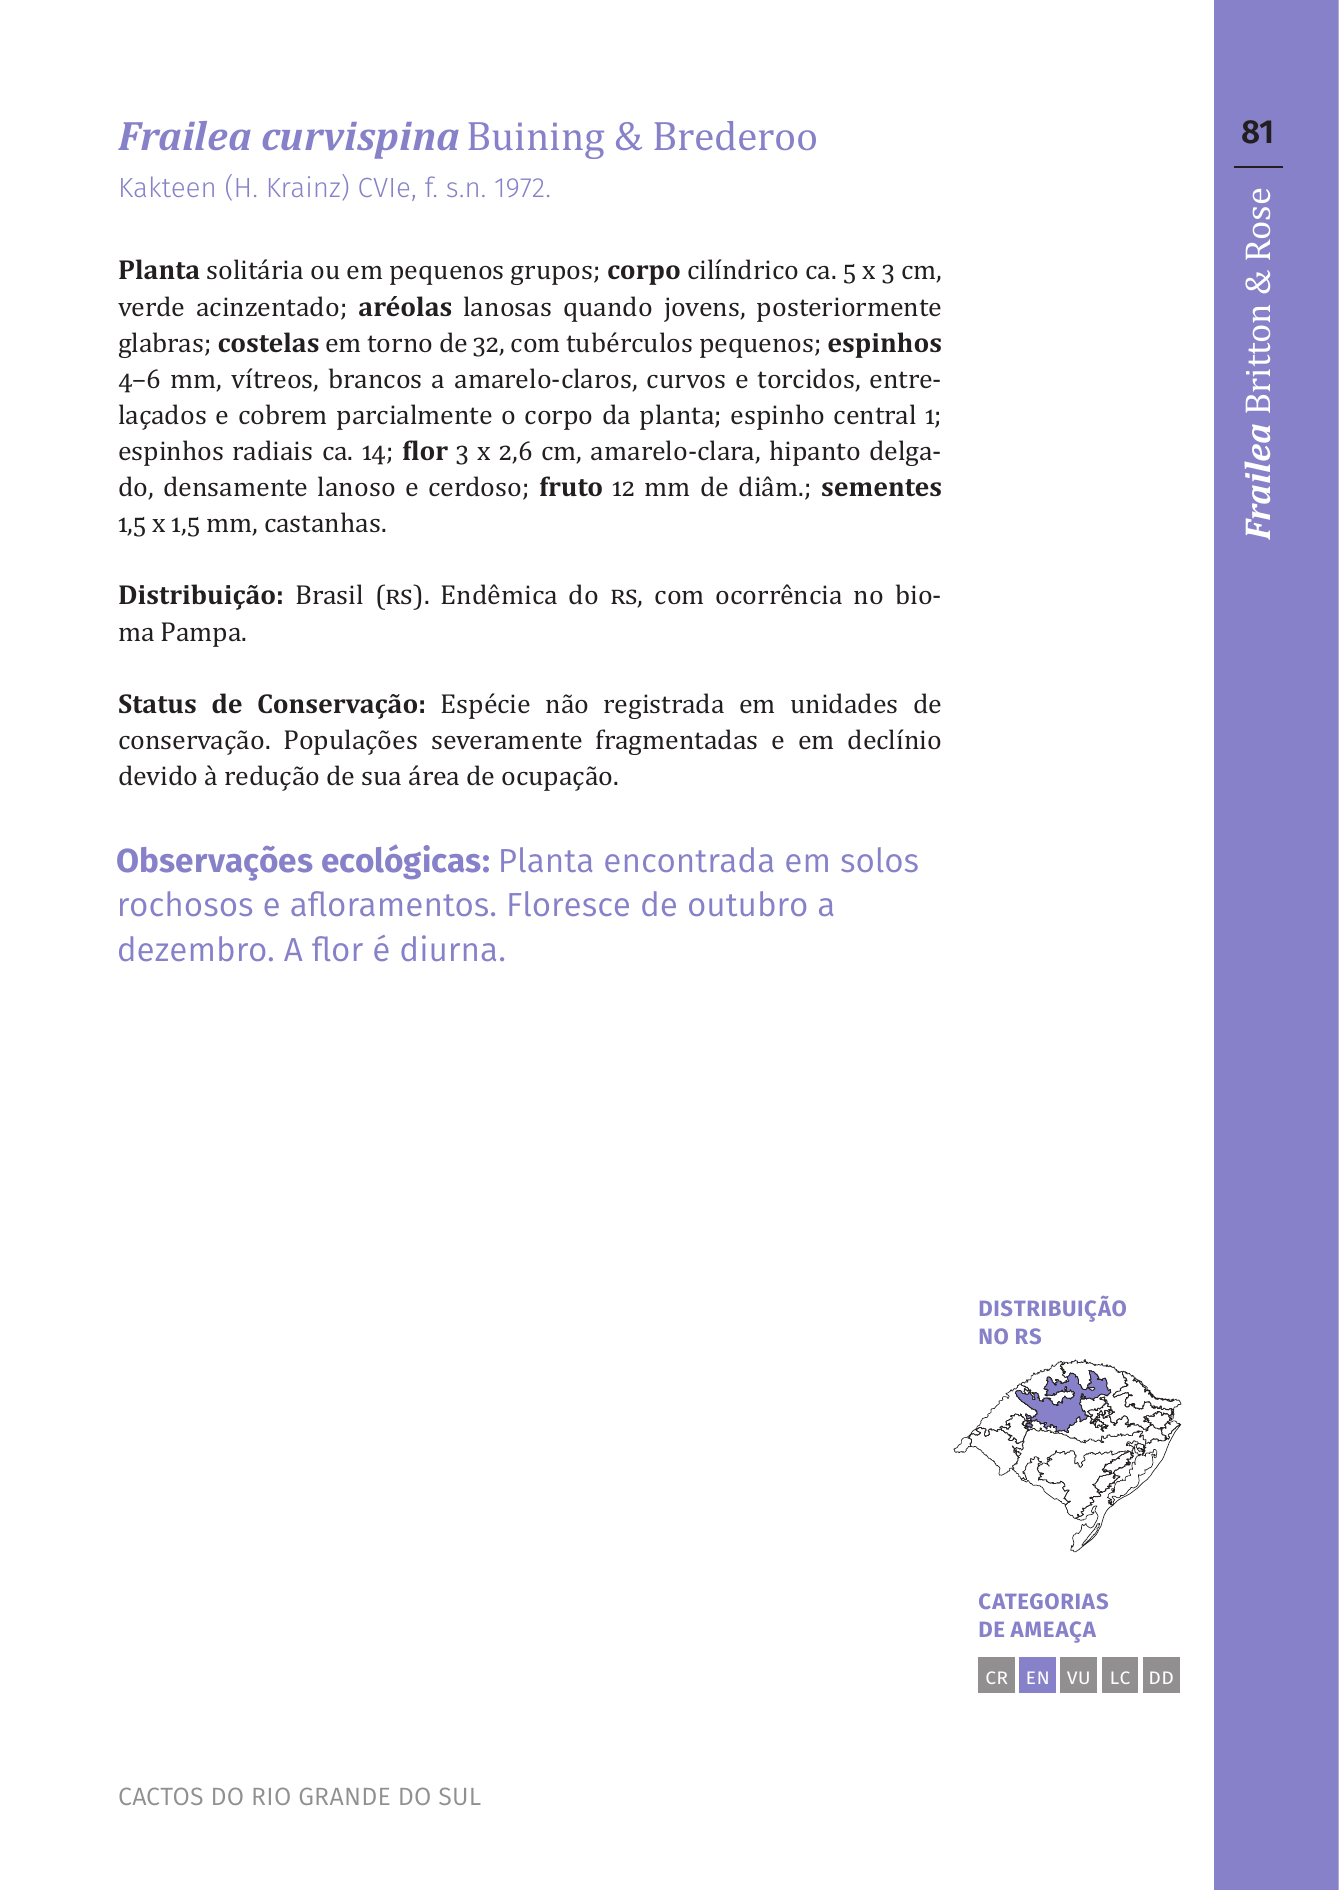 Frailea curvispina Buining & Brederoo
Kakteen (H. Krainz) CVIe, f. s.n. 1972.
Planta solitária ou em pequenos grupos; corpo cilíndrico ca. 5 x 3 cm,
verde acinzentado; aréolas lanosas quando jovens, posteriormente
glabras; costelas em torno de 32, com tubérculos pequenos; espinhos
4–6 mm, vítreos, brancos a amarelo-claros, curvos e torcidos, entre-
laçados e cobrem parcialmente o corpo da planta; espinho central 1;
espinhos radiais ca. 14; flor 3 x 2,6 cm, amarelo-clara, hipanto delga-
do, densamente lanoso e cerdoso; fruto 12 mm de diâm.; sementes
1,5 x 1,5 mm, castanhas.
Distribuição: Brasil (RS). Endêmica do RS, com ocorrência no bio-
ma Pampa.
Status de Conservação: Espécie não registrada em unidades de
conservação. Populações severamente fragmentadas e em declínio
devido à redução de sua área de ocupação.
Observações ecológicas: Planta encontrada em solos
rochosos e afloramentos. Floresce de outubro a
dezembro. A flor é diurna.
DISTRIBUIÇÃO
NO RS
CATEGORIAS
DE AMEAÇA
CR EN VU LC DD
CACTOS DO RIO GRANDE DO SUL
81
Frailea Britton & Rose